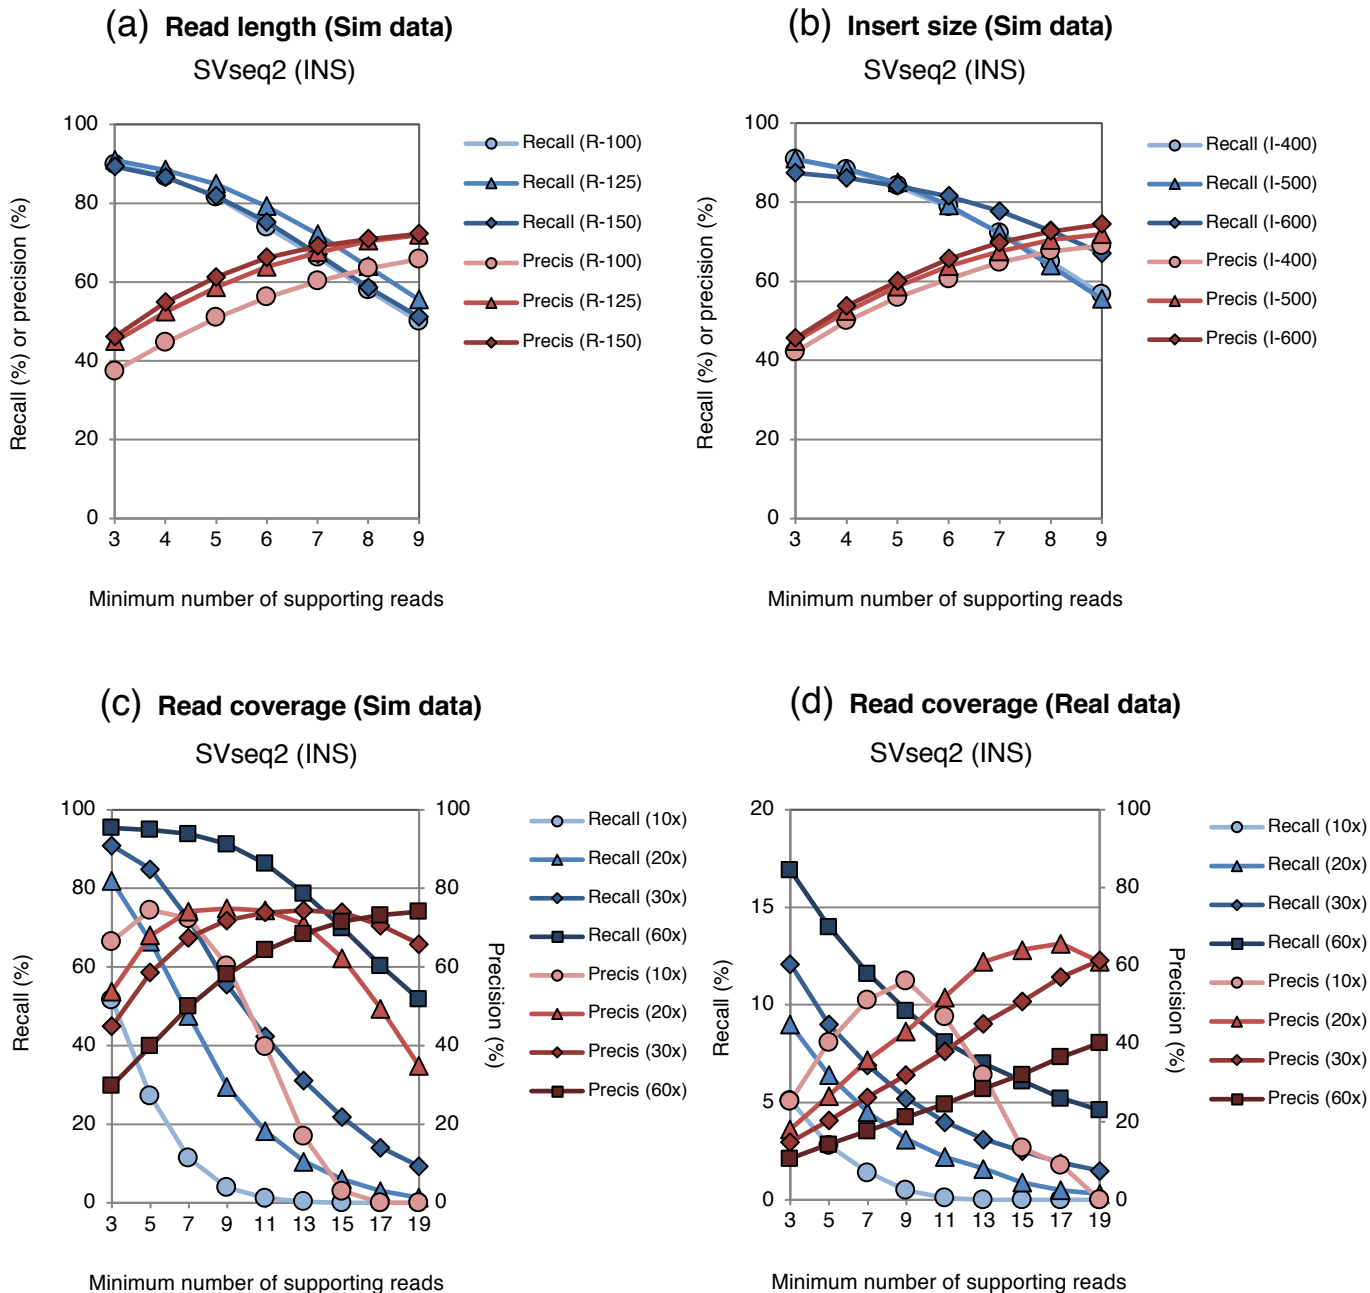 (a) Read length (Sim data)
SVseq2 (INS)
Recall (%) or precision (%)
100
80
60
40
20
0
3 4 5 6 7 8 9
Minimum number of supporting reads
Recall (R-100)
Recall (R-125)
Recall (R-150)
Precis (R-100)
Precis (R-125)
Precis (R-150)
(b) Insert size (Sim data)
SVseq2 (INS)
Recall (%) or precision (%)
100
80
60
40
20
0
3 4 5 6 7 8 9
Minimum number of supporting reads
Recall (I-400)
Recall (I-500)
Recall (I-600)
Precis (I-400)
Precis (I-500)
Precis (I-600)
(c) Read coverage (Sim data)
SVseq2 (INS)
Recall (%)
100
80
60
40
20
0
3 5 7 9 11 13 15 17 19
100
80
60
40
20
0
Precision (%)
Minimum number of supporting reads
Recall (10x)
Recall (20x)
Recall (30x)
Recall (60x)
Precis (10x)
Precis (20x)
Precis (30x)
Precis (60x)
(d) Read coverage (Real data)
SVseq2 (INS)
Recall (%)
20
15
10
5
0
3 5 7 9 11 13 15 17 19
100
80
60
40
20
0
Precision (%)
Minimum number of supporting reads
Recall (10x)
Recall (20x)
Recall (30x)
Recall (60x)
Precis (10x)
Precis (20x)
Precis (30x)
Precis (60x)